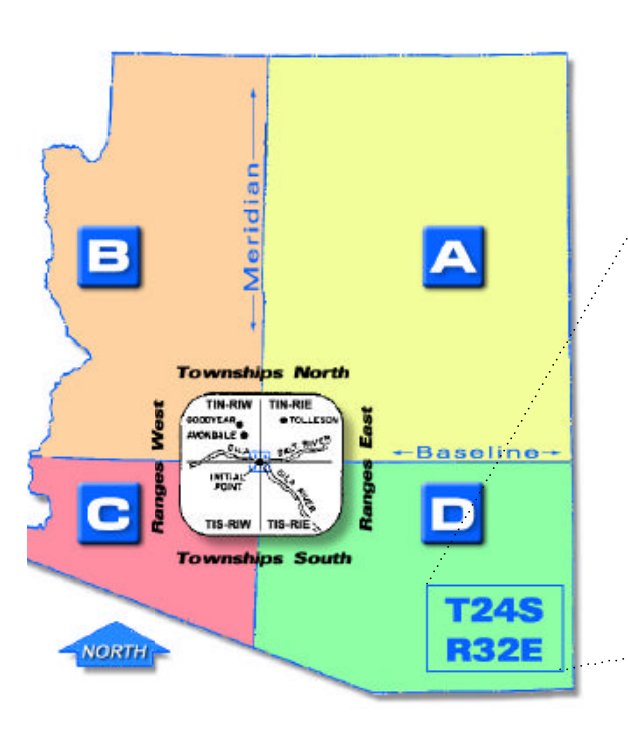 Meridian
B
A
Townships North
TIN-RIW TIN-RIE
GOODYEAR TOLLESON
AVONDALE
GILA SALT RIVER
INITIAL
POINT
GILA RIVER
TIS-RIW TIS-RIE
Ranges West
Ranges East
Baseline
C
D
Townships South
T24S
R32E
NORTH